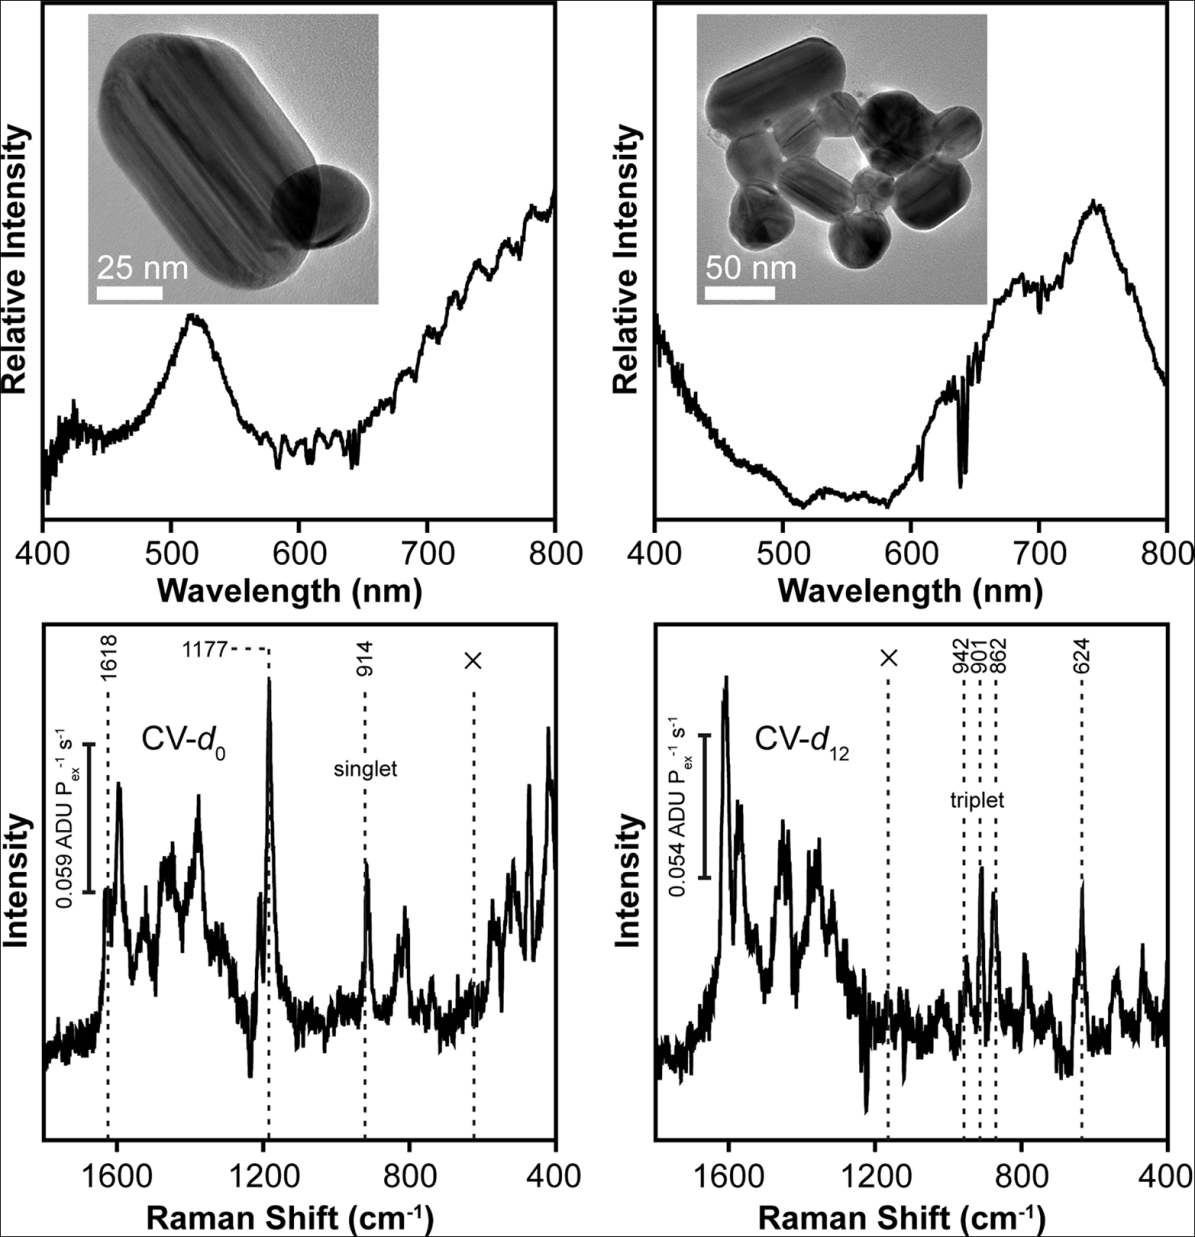 Relative Intensity
25 nm
400 500 600 700 800
Wavelength (nm)
Relative Intensity
50 nm
400 500 600 700 800
Wavelength (nm)
Intensity
0.059 ADU Pex-1 s-1
1618
1177
914
×
CV-d0
singlet
1600 1200 800 400
Raman Shift (cm-1)
Intensity
0.054 ADU Pex-1 s-1
×
942
901
862
624
CV-d12
triplet
1600 1200 800 400
Raman Shift (cm-1)